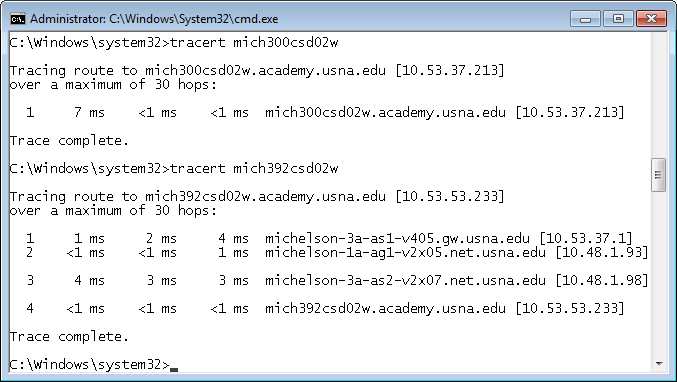 Administrator: C:\Windows\System32\cmd.exe
C:\Windows\system32>tracert mich300csd02w
Tracing route to mich300csd02w.academy.usna.edu [10.53.37.213]
over a maximum of 30 hops:
1 7 ms <1 ms <1 ms mich300csd02w.academy.usna.edu [10.53.37.213]
Trace complete.
C:\Windows\system32>tracert mich392csd02w
Tracing route to mich392csd02w.academy.usna.edu [10.53.53.233]
over a maximum of 30 hops:
1 1 ms 2 ms 4 ms michelson-3a-as1-v405.gw.usna.edu [10.53.37.1]
2 <1 ms <1 ms 1 ms michelson-1a-ag1-v2x05.net.usna.edu [10.48.1.93]
3 4 ms 3 ms 3 ms michelson-3a-as2-v2x07.net.usna.edu [10.48.1.98]
4 <1 ms <1 ms <1 ms mich392csd02w.academy.usna.edu [10.53.53.233]
Trace complete.
C:\Windows\system32>